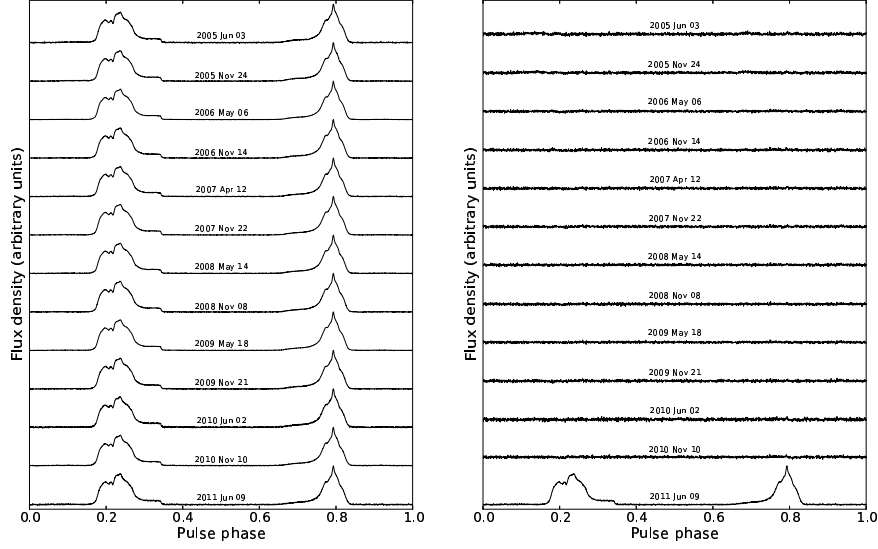 2005 Jun 03
2005 Nov 24
2006 May 06
2006 Nov 14
2007 Apr 12
2007 Nov 22
2008 May 14
2008 Nov 08
2009 May 18
2009 Nov 21
2010 Jun 02
2010 Nov 10
2011 Jun 09
Flux density (arbitrary units)
0.0 0.2 0.4 0.6 0.8 1.0
Pulse phase
2005 Jun 03
2005 Nov 24
2006 May 06
2006 Nov 14
2007 Apr 12
2007 Nov 22
2008 May 14
2008 Nov 08
2009 May 18
2009 Nov 21
2010 Jun 02
2010 Nov 10
2011 Jun 09
Flux density (arbitrary units)
0.0 0.2 0.4 0.6 0.8 1.0
Pulse phase